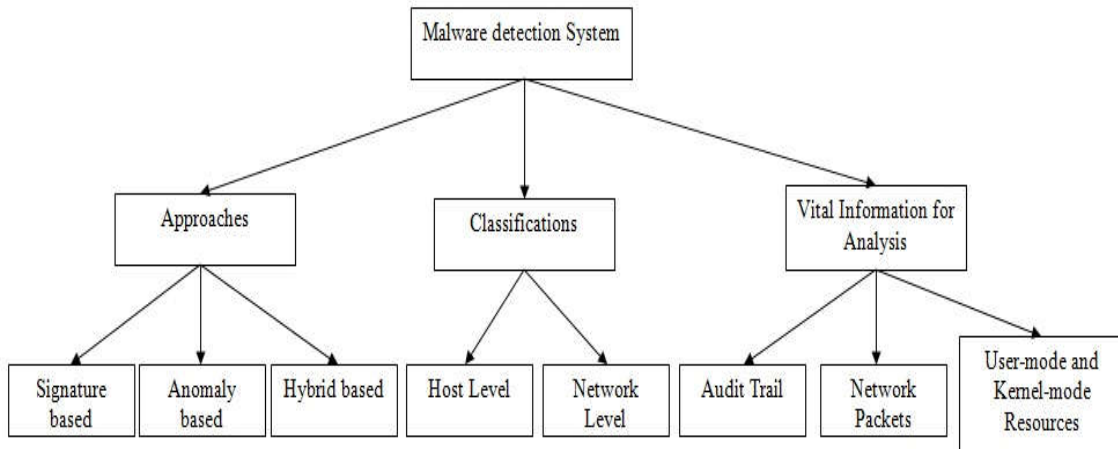 Malware detection System
Approaches
Classifications
Vital Information for
Analysis
Signature
based
Anomaly
based
Hybrid based
Host Level
Network
Level
Audit Trail
Network
Packets
User-mode and
Kernel-mode
Resources